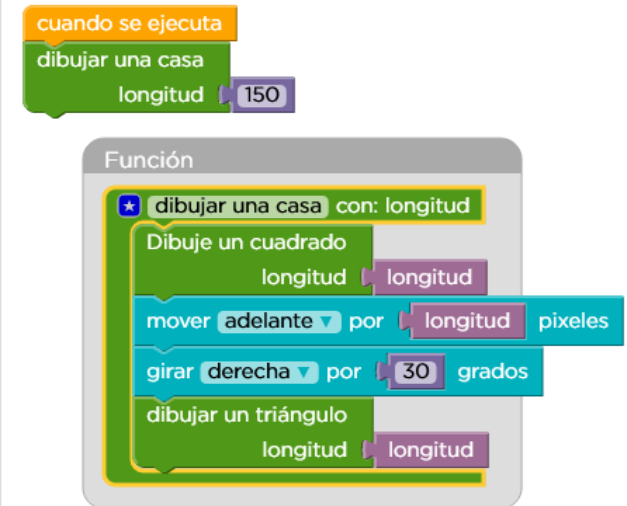 cuando se ejecuta
dibujar una casa
longitud 150
Función
dibujar una casa con: longitud
Dibuje un cuadrado
longitud longitud
mover adelante por longitud pixeles
girar derecha por 30 grados
dibujar un triángulo
longitud longitud